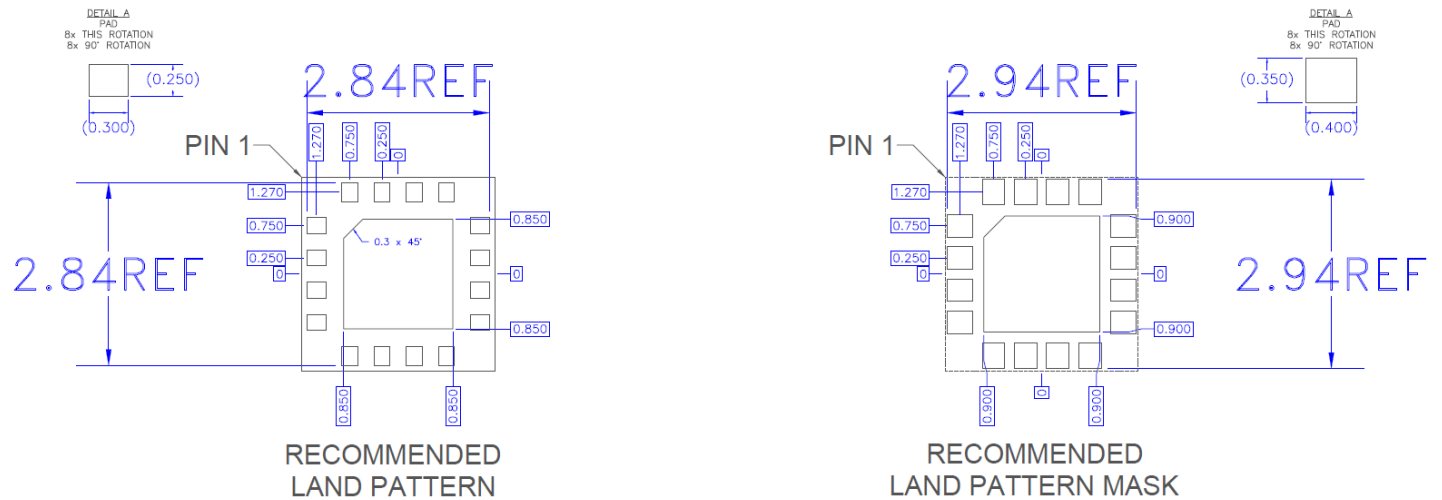 DETAIL A
PAD
8x THIS ROTATION
8x 90° ROTATION
(0.250)
(0.300)
2.84REF
PIN 1
1.270
0.750
0.250
0
1.270
0.750
0.250
0
2.84REF
0.850
0.3 x 45°
0
0.850
0.850
0.850
RECOMMENDED
LAND PATTERN
DETAIL A
PAD
8x THIS ROTATION
8x 90° ROTATION
(0.350)
(0.400)
2.94REF
PIN 1
1.270
0.750
0.250
0
1.270
0.750
0.250
0
0.900
0
2.94REF
0.900
0.900
0
0.900
RECOMMENDED
LAND PATTERN MASK